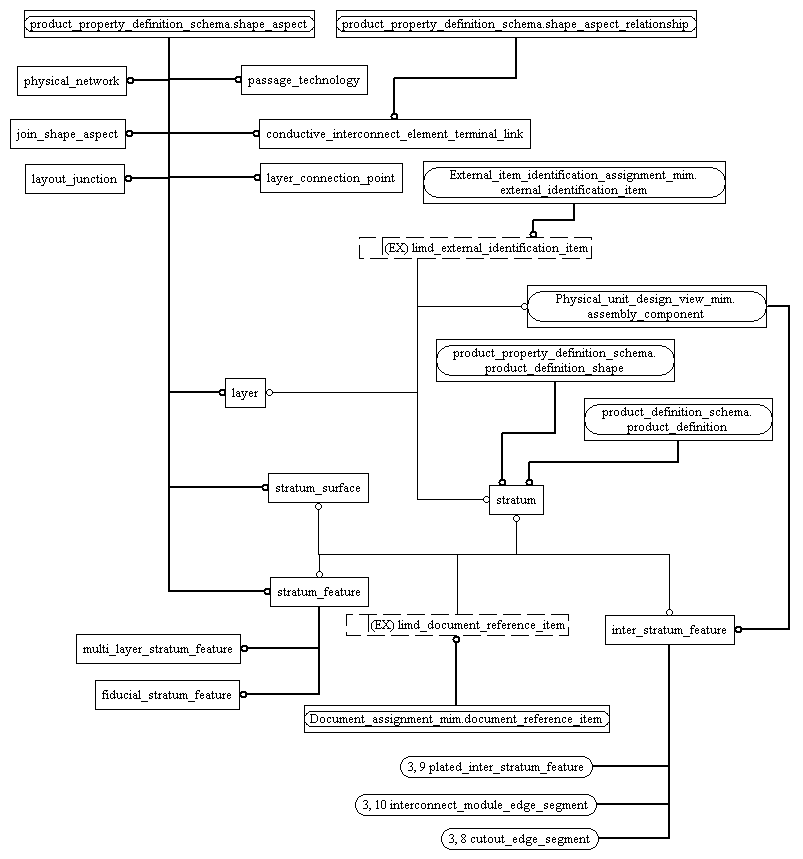 product_property_definition_schema.shape_aspect
product_property_definition_schema.shape_aspect_relationship
physical_network
passage_technology
join_shape_aspect
conductive_interconnect_element_terminal_link
layout_junction
layer_connection_point
External_item_identification_assignment_mim.
external_identification_item
(EX) limd_external_identification_item
Physical_unit_design_view_mim.
assembly_component
product_property_definition_schema.
product_definition_shape
layer
product_definition_schema.
product_definition
stratum_surface
stratum
stratum_feature
(EX) limd_document_reference_item
inter_stratum_feature
multi_layer_stratum_feature
fiducial_stratum_feature
Document_assignment_mim.document_reference_item
3, 9 plated_inter_stratum_feature
3, 10 interconnect_module_edge_segment
3, 8 cutout_edge_segment